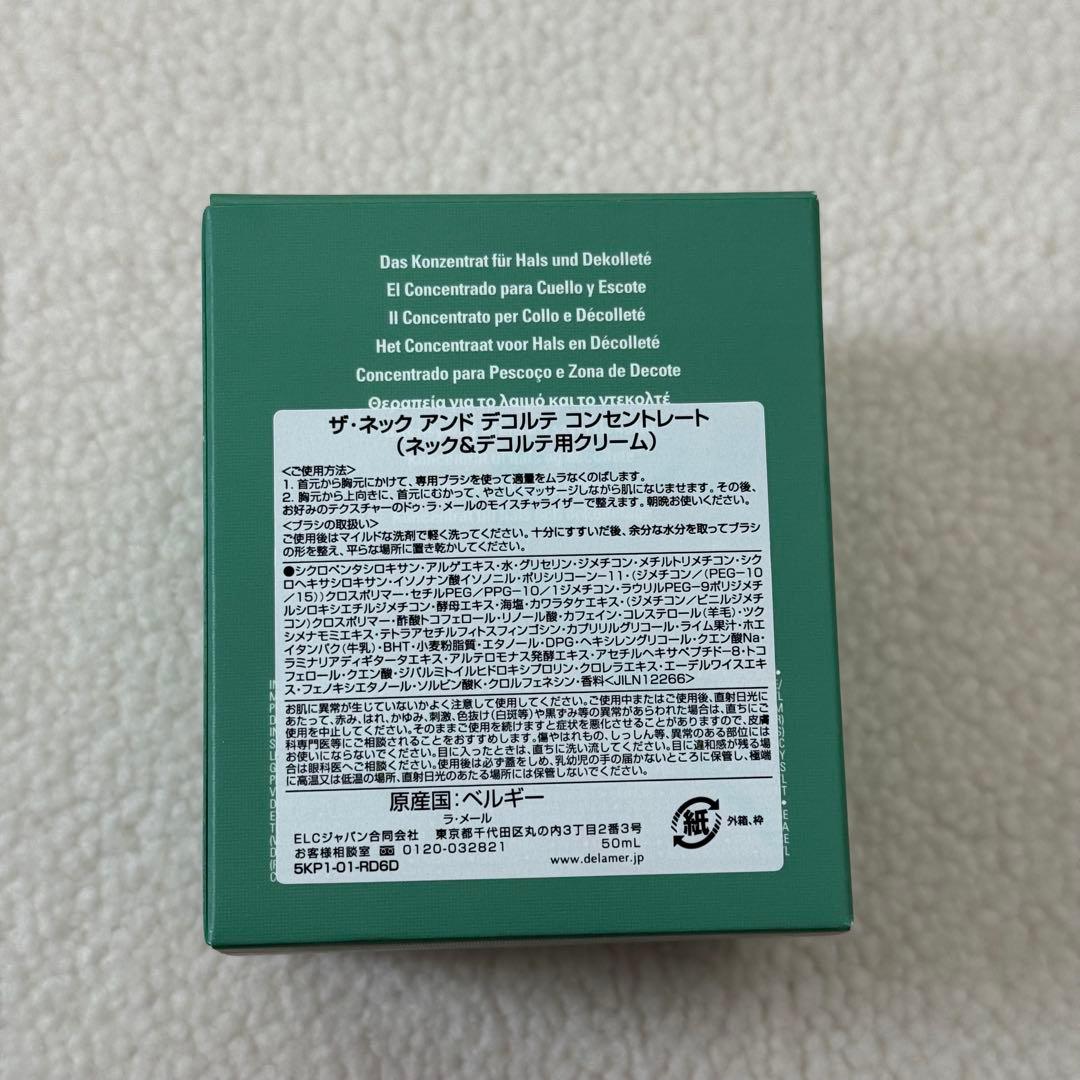 Das Konzentrat für Hals und Dekolleté
El Concentrado para Cuello y Escote
Il Concentrato per Collo e Décolleté
Het Concentraat voor Hals en Décolleté
Concentrado para Pescoço e Zona de Decote
Θεραπεία για το λαιμό και το ντεκολτέ
ザ・ネック アンド デコルテ コンセントレート
（ネック&デコルテ用クリーム）
<ご使用方法>
1. 首元から胸元にかけて、専用ブラシを使って適量をムラなくのばします。
2. 胸元から上向きに、首元にむかって、やさしくマッサージしながら肌になじませます。その後、
お好みのテクスチャーのドゥ・ラ・メールのモイスチャライザーで整えます。朝晩お使いください。
<ブラシの取扱い>
ご使用後はマイルドな洗剤で軽く洗ってください。十分にすすいだ後、余分な水分を取ってブラシ
の形を整え、平らな場所に置き乾かしてください。
●シクロペンタシロキサン・アルゲエキス・水・グリセリン・ジメチコン・メチルトリメチコン・シク
ロヘキサシロキサン・イソノナン酸イソノニル・ポリシリコーン-11・（ジメチコン/（PEG-10
/15））クロスポリマー・セチルPEG/PPG-10/1ジメチコン・ラウリルPEG-9ポリジメチ
ルシロキシエチルジメチコン・酵母エキス・海塩・カワラタケエキス・（ジメチコン/ビニルジメチ
コン）クロスポリマー・酢酸トコフェロール・リノール酸・カフェイン・コレステロール（羊毛）・ツク
シメナモミエキス・テトラアセチルフィトスフィンゴシン・カプリリルグリコール・ライム果汁・ホエ
イタンパク（牛乳）・BHT・小麦粉脂質・エタノール・DPG・ヘキシレングリコール・クエン酸Na・
ラミナリアディギタータエキス・アルテロモナス発酵エキス・アセチルヘキサペプチド-8・トコ
フェロール・クエン酸・ジパルミトイルヒドロキシプロリン・クロレラエキス・エーデルワイスエキ
ス・フェノキシエタノール・ソルビン酸K・クロルフェネシン・香料<JILN12266>
お肌に異常が生じていないかよく注意して使用してください。ご使用中またはご使用後、直射日光に
あたって、赤み、はれ、かゆみ、刺激、色抜け（白斑等）や黒ずみ等の異常があらわれた場合は、直ちにご
使用を中止してください。そのままご使用を続けますと症状を悪化させることがありますので、皮膚
科専門医等にご相談されることをおすすめします。傷やはれもの、しっしん等、異常のある部位には
お使いにならないでください。目に入ったときは、直ちに洗い流してください。目に違和感が残る場
合は眼科医へご相談ください。使用後は必ず蓋をしめ、乳幼児の手の届かないところに保管し、極端
に高温又は低温の場所、直射日光のあたる場所には保管しないでください。
原産国：ベルギー
ラ・メール
ELCジャパン合同会社 東京都千代田区丸の内3丁目2番3号
お客様相談室 ☎ 0120-032821 50mL
5KP1-01-RD6D www.delamer.jp
紙 外箱、枠